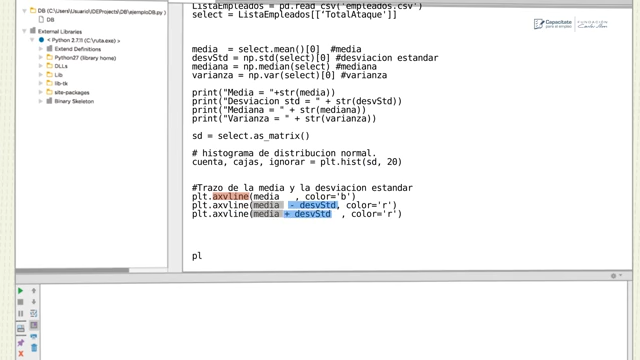 DB (C:\Users\Usuario\IDEProjects\DB\ejemploDB.py )
DB
External Libraries
< Python 2.7.11 (C:\ruta.exe) >
Extend Definitions
Python27 (library home)
DLLs
Lib
lib-tk
site-packages
Binary Skeleton
ListaEmpleados = pd.read_csv('empleados.csv')
select = ListaEmpleados[['TotalAtaque']]
media = select.mean()[0] #media
desvStd = np.std(select)[0] #desviacion estandar
mediana = np.median(select) #mediana
varianza = np.var(select)[0] #varianza
print("Media = "+str(media))
print("Desviacion std = " + str(desvStd))
print("Mediana = " + str(mediana))
print("Varianza = " + str(varianza))
sd = select.as_matrix()
# histograma de distribucion normal.
cuenta, cajas, ignorar = plt.hist(sd, 20)
#Trazo de la media y la desviacion estandar
plt.axvline(media , color='b')
plt.axvline(media - desvStd, color='r')
plt.axvline(media + desvStd , color='r')
pl
Capacítate
para el empleo
FUNDACIÓN
Carlos Slim